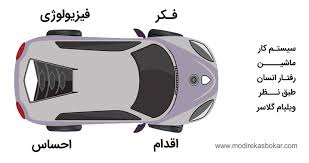 فکر
فیزیولوژی
سیستم کار
ماشین
رفتار انسان
طبق نظر
ویلیام گلاسر
اقدام
احساس
www.modirekasbokar.com